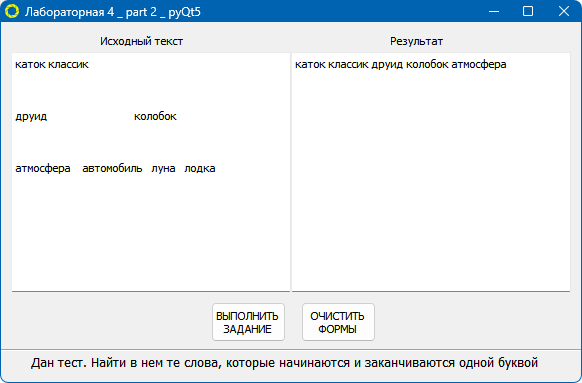 Лабораторная 4 _ part 2 _ pyQt5
Исходный текст
Результат
каток классик
друид колобок
атмосфера автомобиль луна лодка
каток классик друид колобок атмосфера
ВЫПОЛНИТЬ
ЗАДАНИЕ
ОЧИСТИТЬ
ФОРМЫ
Дан тест. Найти в нем те слова, которые начинаются и заканчиваются одной буквой